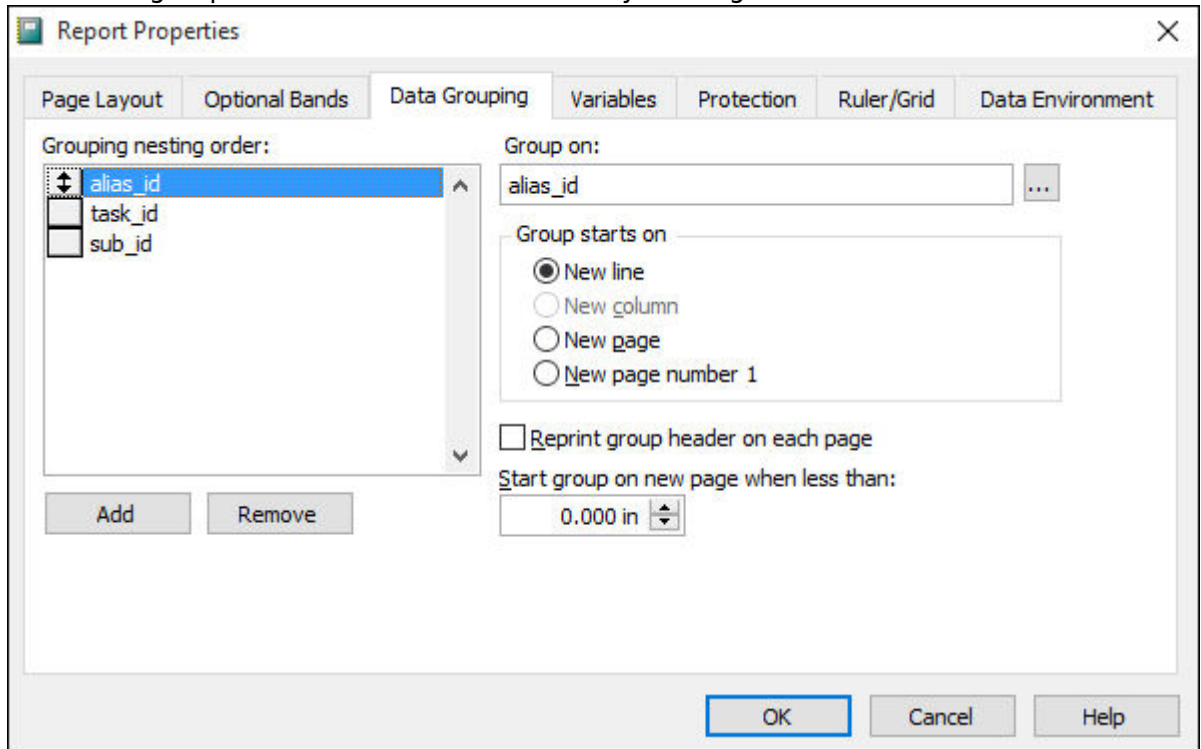 Report Properties
Page Layout
Optional Bands
Data Grouping
Variables
Protection
Ruler/Grid
Data Environment
Grouping nesting order:
alias_id
task_id
sub_id
Add
Remove
Group on:
alias_id
...
Group starts on
New line
New column
New page
New page number 1
Reprint group header on each page
Start group on new page when less than:
0.000 in
OK
Cancel
Help